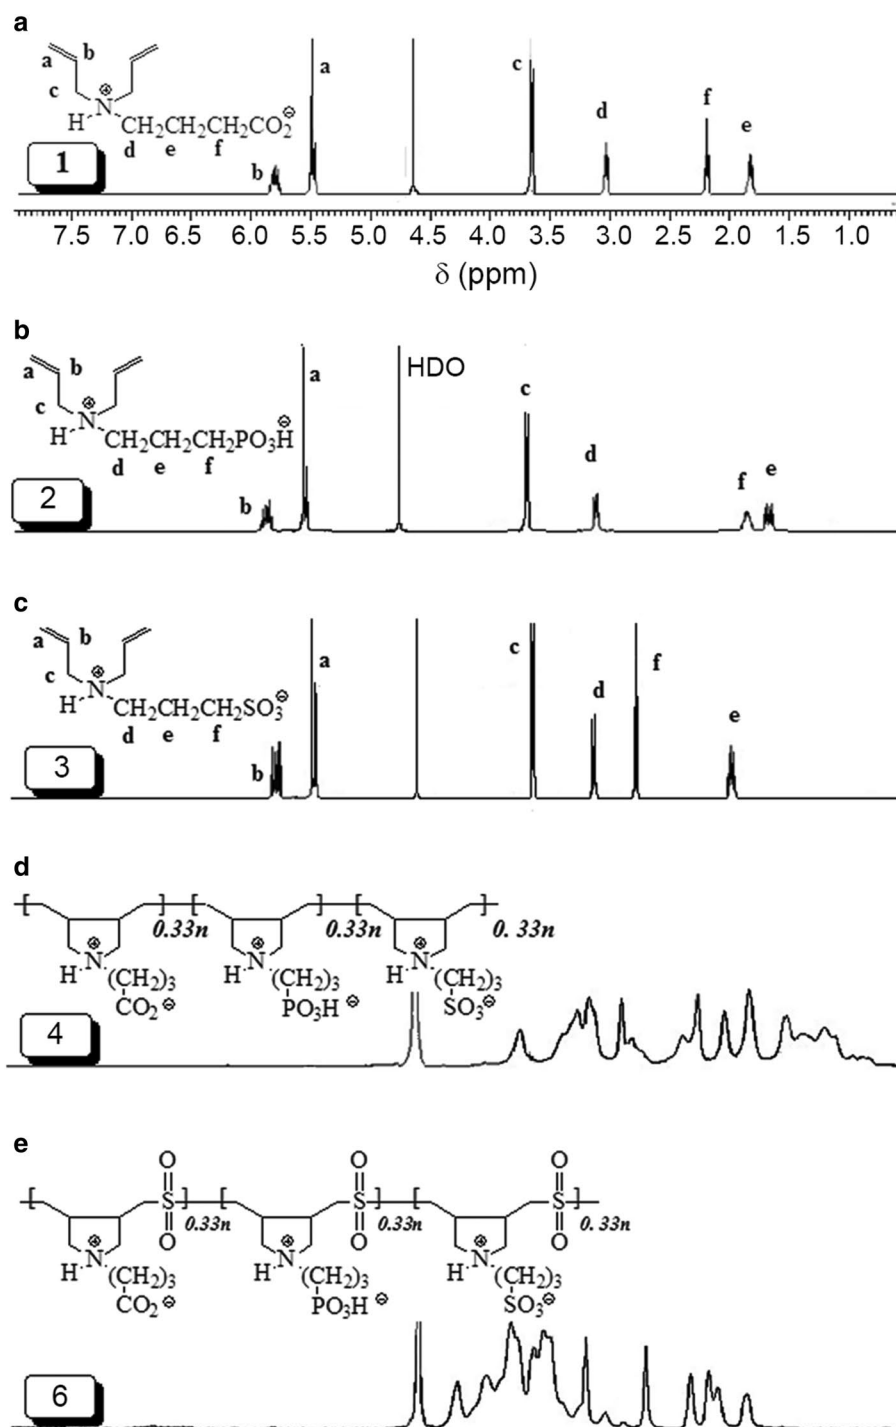 a
a b
c
H N⊕ CH₂CH₂CH₂CO₂⊖
d e f
1
b a c d f e
7.5 7.0 6.5 6.0 5.5 5.0 4.5 4.0 3.5 3.0 2.5 2.0 1.5 1.0
δ (ppm)
b
a b
c
H N⊕ CH₂CH₂CH₂PO₃H⊖
d e f
2
b a HDO c d f e
c
a b
c
H N⊕ CH₂CH₂CH₂SO₃⊖
d e f
3
b a c d f e
d
[ ] 0.33n [ ] 0.33n [ ] 0. 33n
H N⊕ (CH₂)₃ H N⊕ (CH₂)₃ H N⊕ (CH₂)₃
CO₂⊖ PO₃H⊖ SO₃⊖
4
e
O O O
[ S ] 0.33n [ S ] 0.33n [ S ] 0. 33n
O O O
H N⊕ (CH₂)₃ H N⊕ (CH₂)₃ H N⊕ (CH₂)₃
CO₂⊖ PO₃H⊖ SO₃⊖
6